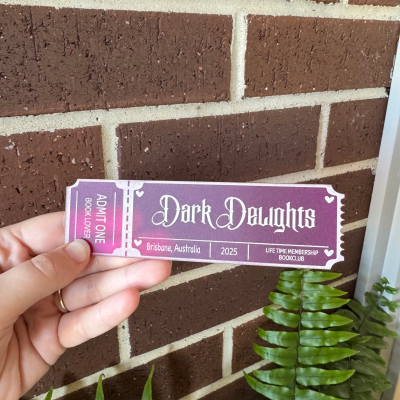 ADMIT ONE
BOOK LOVER
Dark Delights
Brisbane, Australia
2025
LIFE TIME MEMBERSHIP
BOOKCLUB